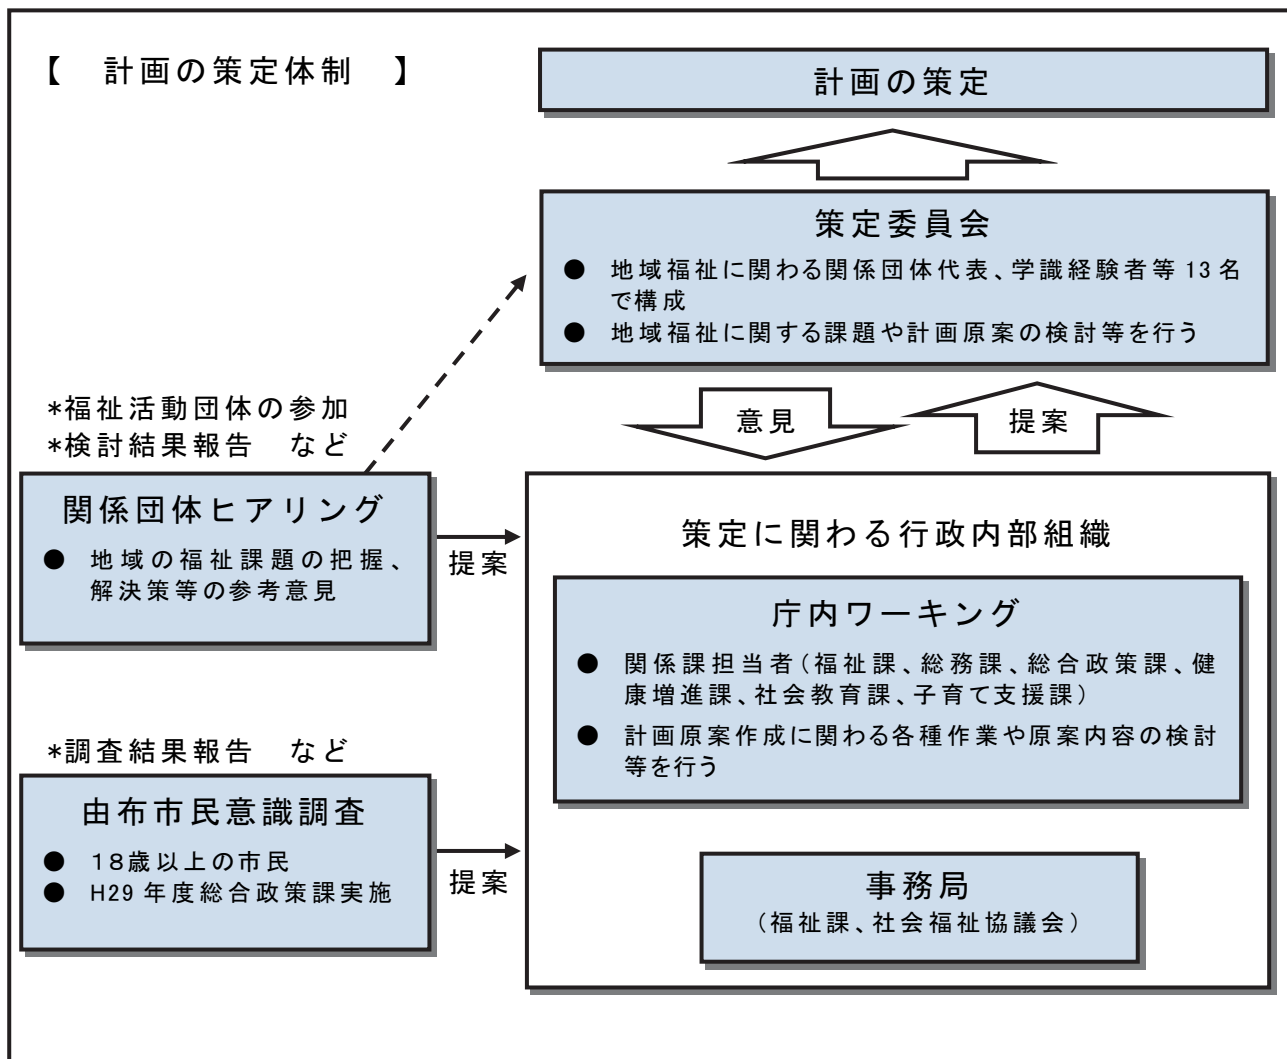 【　計画の策定体制　】
計画の策定
策定委員会
● 地域福祉に関わる関係団体代表、学識経験者等13名
で構成
● 地域福祉に関する課題や計画原案の検討等を行う
意見
提案
*福祉活動団体の参加
*検討結果報告　など
関係団体ヒアリング
● 地域の福祉課題の把握、
解決策等の参考意見
提案
策定に関わる行政内部組織
庁内ワーキング
● 関係課担当者(福祉課、総務課、総合政策課、健
康増進課、社会教育課、子育て支援課)
● 計画原案作成に関わる各種作業や原案内容の検討
等を行う
*調査結果報告　など
由布市民意識調査
● 18歳以上の市民
● H29年度総合政策課実施
提案
事務局
(福祉課、社会福祉協議会)